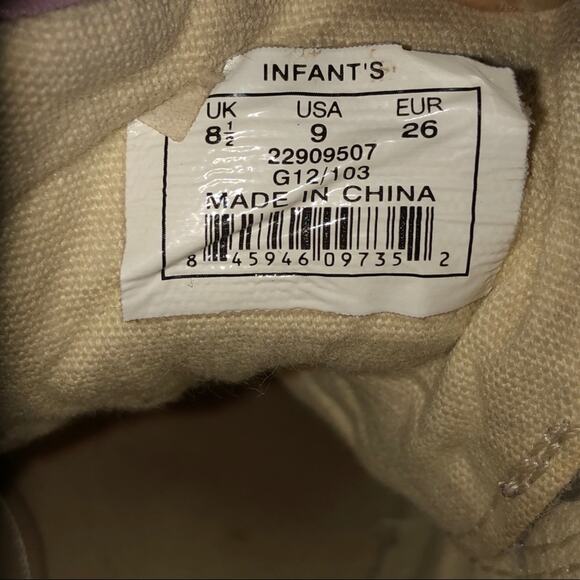 INFANT'S
UK USA EUR
8½ 9 26
22909507
G12/103
MADE IN CHINA
8 45946 09735 2